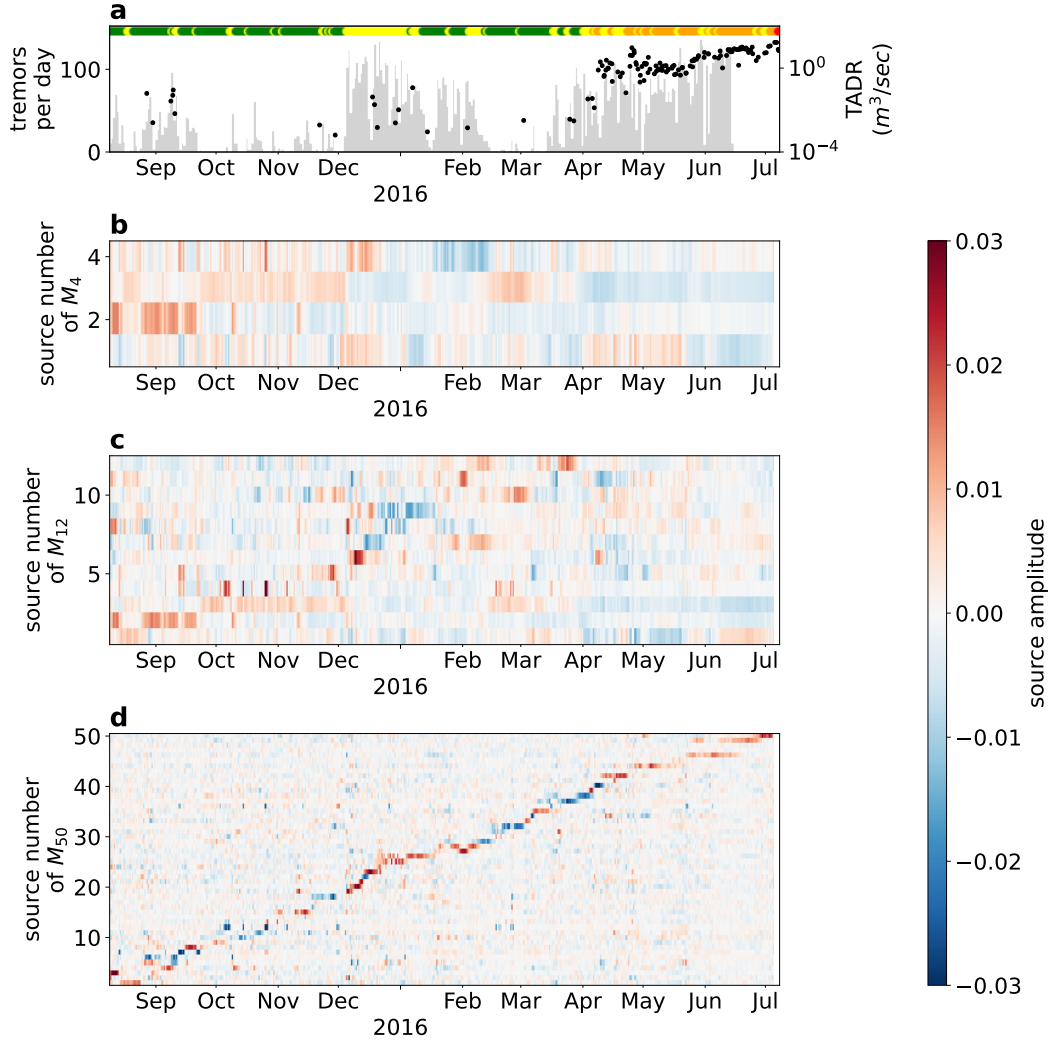 a
tremors
per day
100
0
10^0
10^{-4}
TADR
(m^3/sec)
Sep Oct Nov Dec Feb Mar Apr May Jun Jul
2016
b
source number
of M_4
4
2
Sep Oct Nov Dec Feb Mar Apr May Jun Jul
2016
c
source number
of M_{12}
10
5
Sep Oct Nov Dec Feb Mar Apr May Jun Jul
2016
d
source number
of M_{50}
50
40
30
20
10
Sep Oct Nov Dec Feb Mar Apr May Jun Jul
2016
0.03
0.02
0.01
0.00
−0.01
−0.02
−0.03
source amplitude